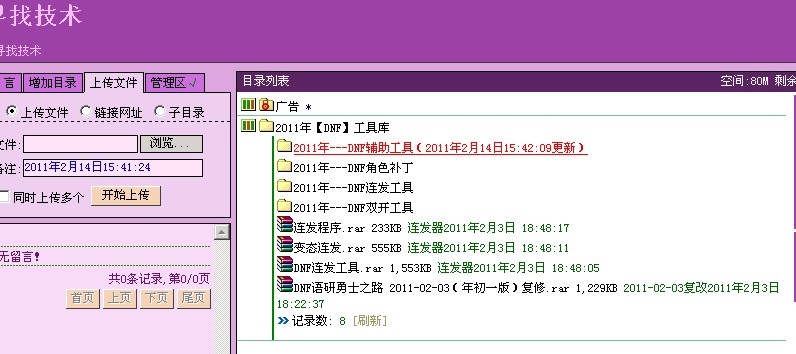 寻找技术
寻找技术
言 增加目录 上传文件 管理区√
上传文件 链接网址 子目录
文件: 浏览...
备注: 2011年2月14日15:41:24
同时上传多个 开始上传
无留言!
共0条记录, 第0/0页
首页 上页 下页 尾页
目录列表 空间:80M 剩余
广告 *
2011年【DNF】工具库
2011年---DNF辅助工具(2011年2月14日15:42:09更新)
2011年---DNF角色补丁
2011年---DNF连发工具
2011年---DNF双开工具
连发程序.rar 233KB 连发器2011年2月3日 18:48:17
变态连发.rar 555KB 连发器2011年2月3日 18:48:11
DNF连发工具.rar 1,553KB 连发器2011年2月3日 18:48:05
DNF语研勇士之路 2011-02-03(年初一版)复修.rar 1,229KB 2011-02-03复改2011年2月3日
18:22:37
记录数: 8 [刷新]